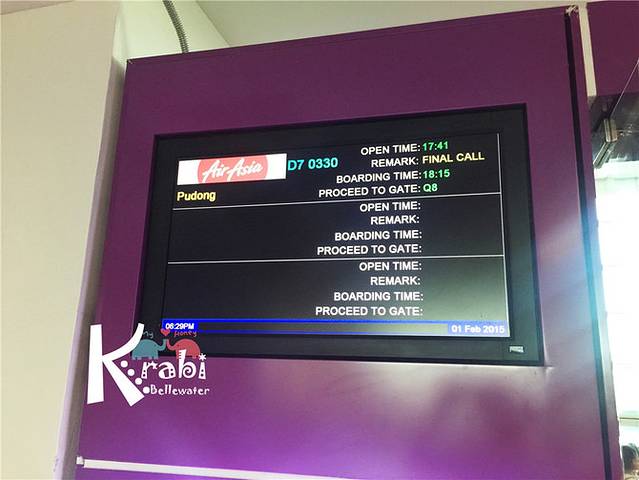 AirAsia D7 0330 OPEN TIME: 17:41
REMARK: FINAL CALL
BOARDING TIME: 18:15
Pudong PROCEED TO GATE: Q8
OPEN TIME:
REMARK:
BOARDING TIME:
PROCEED TO GATE:
OPEN TIME:
REMARK:
BOARDING TIME:
PROCEED TO GATE:
06:29PM 01 Feb 2015
My Honey
Krabi
Bellewater